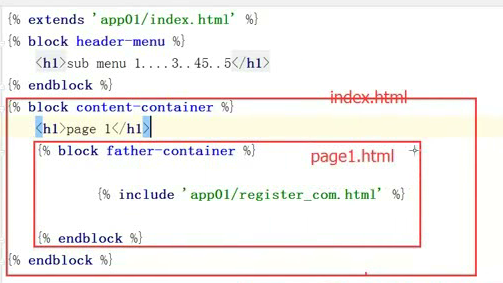 {% extends 'app01/index.html' %}
{% block header-menu %}
<h1>sub menu 1....3..45..5</h1>
{% endblock %}
{% block content-container %}
index.html
<h1>page 1</h1>
{% block father-container %}
page1.html
{% include 'app01/register_com.html' %}
{% endblock %}
{% endblock %}